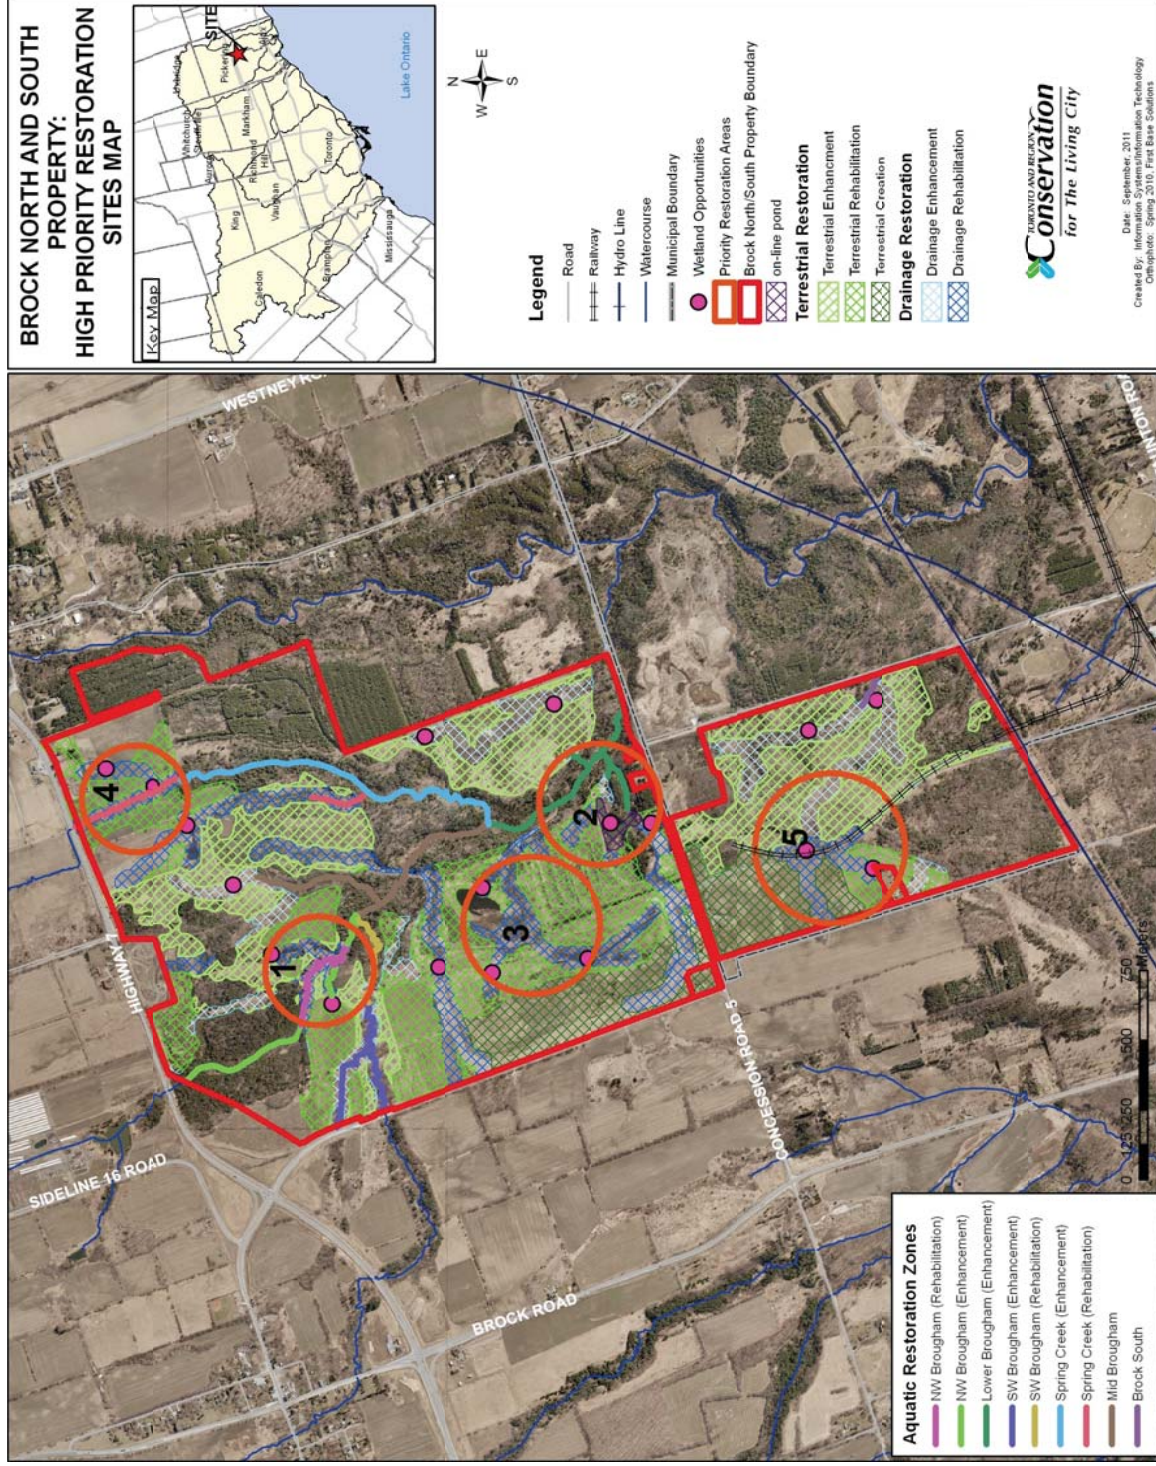 BROCK NORTH AND SOUTH
PROPERTY:
HIGH PRIORITY RESTORATION
SITES MAP
Key Map
SITE
Uxbridge
Pickering
Ajax
Whitchurch
Stouffville
Aurora
Markham
Richmond
Hill
King
Vaughan
Toronto
Caledon
Brampton
Mississauga
Lake Ontario
N
W E
S
Legend
Road
Railway
Hydro Line
Watercourse
Municipal Boundary
Wetland Opportunities
Priority Restoration Areas
Brock North/South Property Boundary
on-line pond
Terrestrial Restoration
Terrestrial Enhancment
Terrestrial Rehabilitation
Terrestrial Creation
Drainage Restoration
Drainage Enhancement
Drainage Rehabilitation
TORONTO AND REGION
Conservation
for The Living City
Date: September, 2011
Created By: Information Systems/Information Technology
Orthophoto: Spring 2010, First Base Solutions
WESTNEY
HIGHWAY 7
SIDELINE 16 ROAD
BROCK ROAD
CONCESSION ROAD 5
4
1
2
3
5
0 125 250 500 750
Meters
Aquatic Restoration Zones
NW Brougham (Rehabilitation)
NW Brougham (Enhancement)
Lower Brougham (Enhancement)
SW Brougham (Enhancement)
SW Brougham (Rehabilitation)
Spring Creek (Enhancement)
Spring Creek (Rehabilitation)
Mid Brougham
Brock South